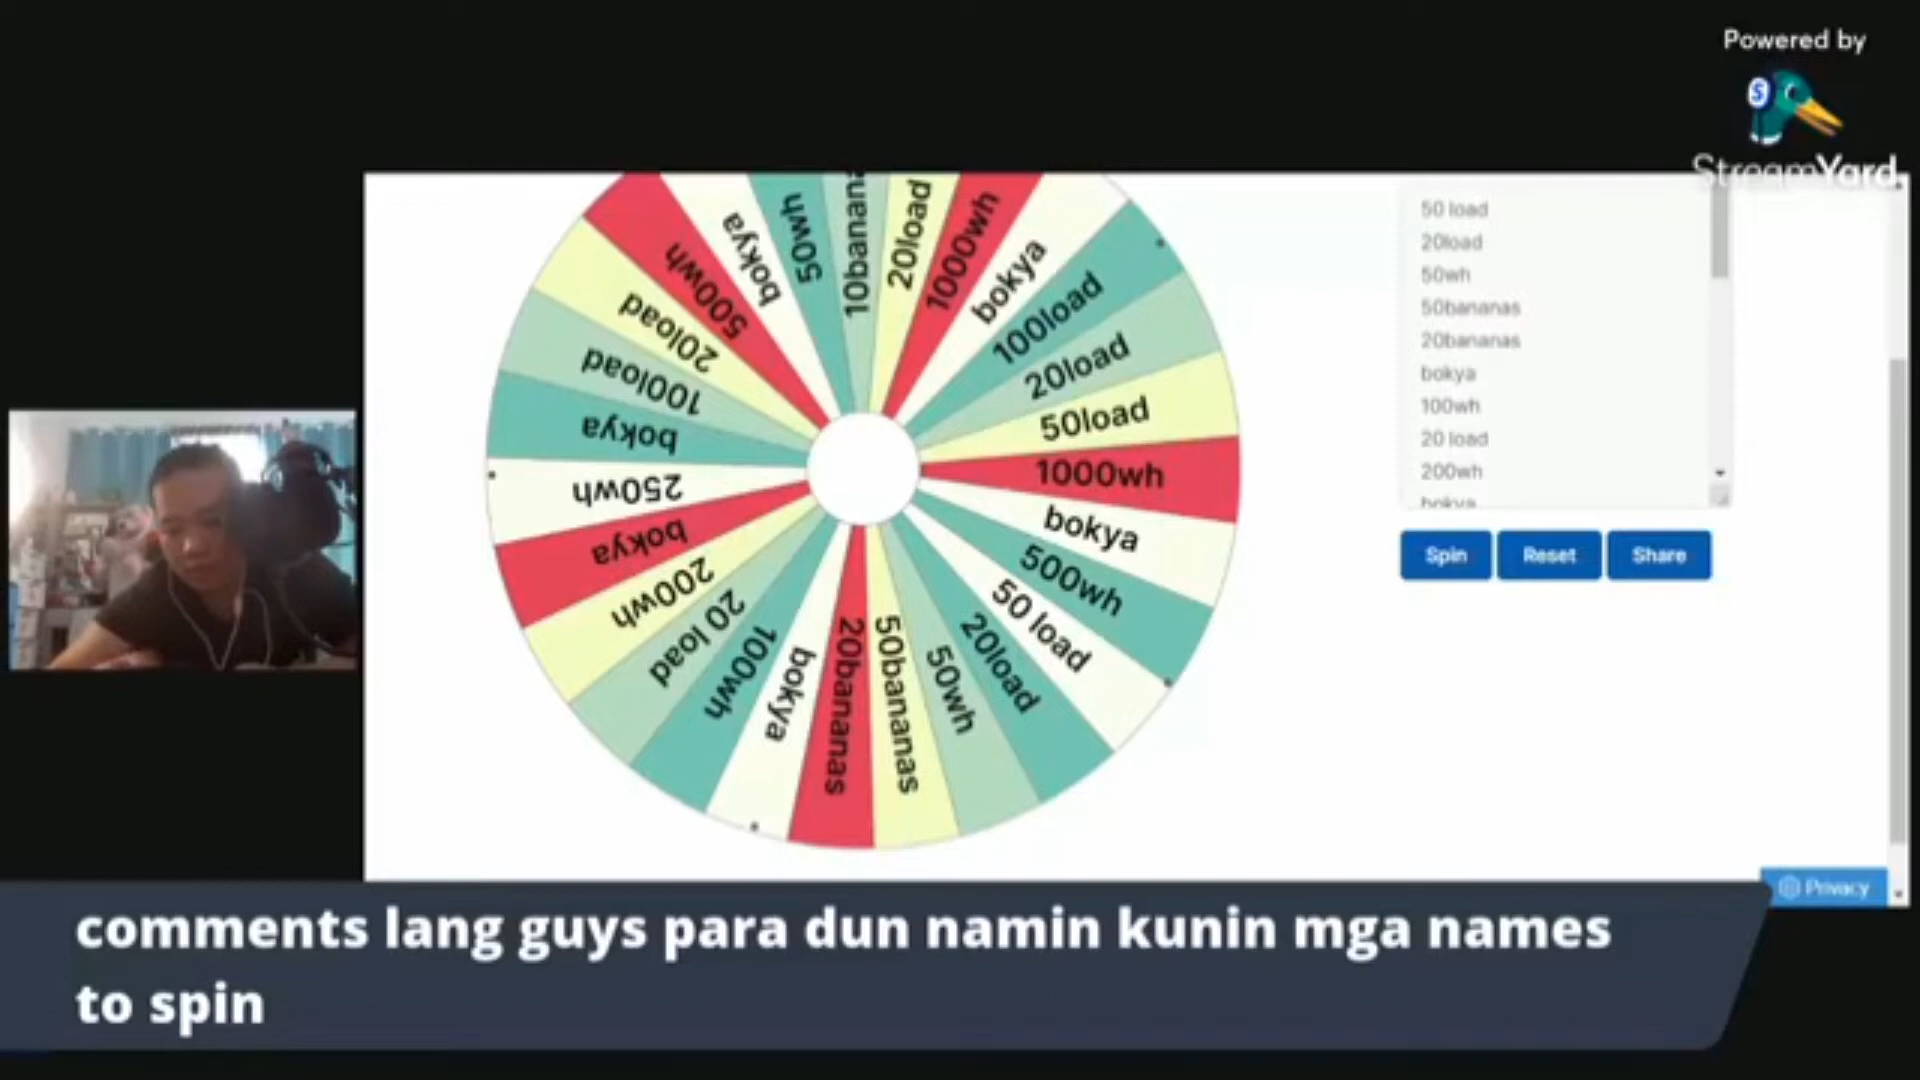 Powered by
StreamYard
50wh
10banana
20load
1000wh
bokya
100load
20load
50load
1000wh
bokya
500wh
50 load
20load
50wh
50bananas
20bananas
bokya
100wh
20 load
200wh
bokya
250wh
bokya
100load
20load
500wh
bokya
50 load
20load
50wh
50bananas
20bananas
bokya
100wh
20 load
200wh
bokya
Spin
Reset
Share
Privacy
comments lang guys para dun namin kunin mga names
to spin